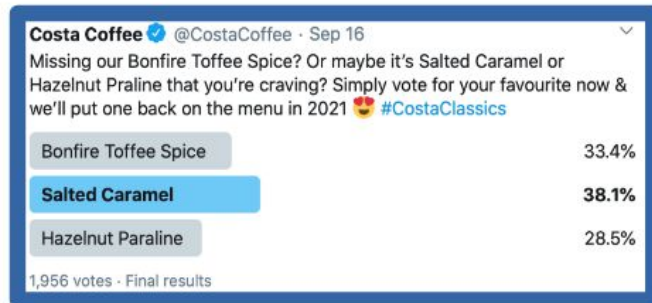 Costa Coffee @CostaCoffee · Sep 16
Missing our Bonfire Toffee Spice? Or maybe it's Salted Caramel or
Hazelnut Praline that you're craving? Simply vote for your favourite now &
we'll put one back on the menu in 2021 😍 #CostaClassics
Bonfire Toffee Spice 33.4%
Salted Caramel 38.1%
Hazelnut Paraline 28.5%
1,956 votes · Final results